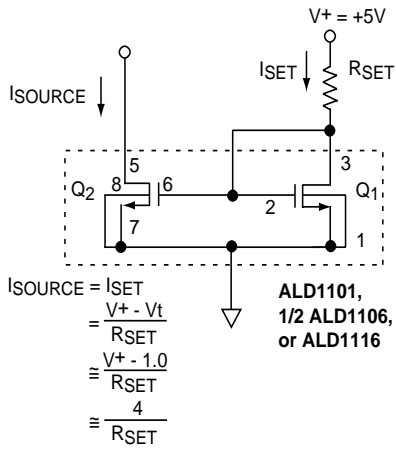 V+ = +5V
ISET
RSET
ISOURCE
5
3
Q2
8
6
Q1
2
7
1
ISOURCE = ISET
= V+ - Vt
RSET
≅ V+ - 1.0
RSET
≅ 4
RSET
ALD1101,
1/2 ALD1106,
or ALD1116